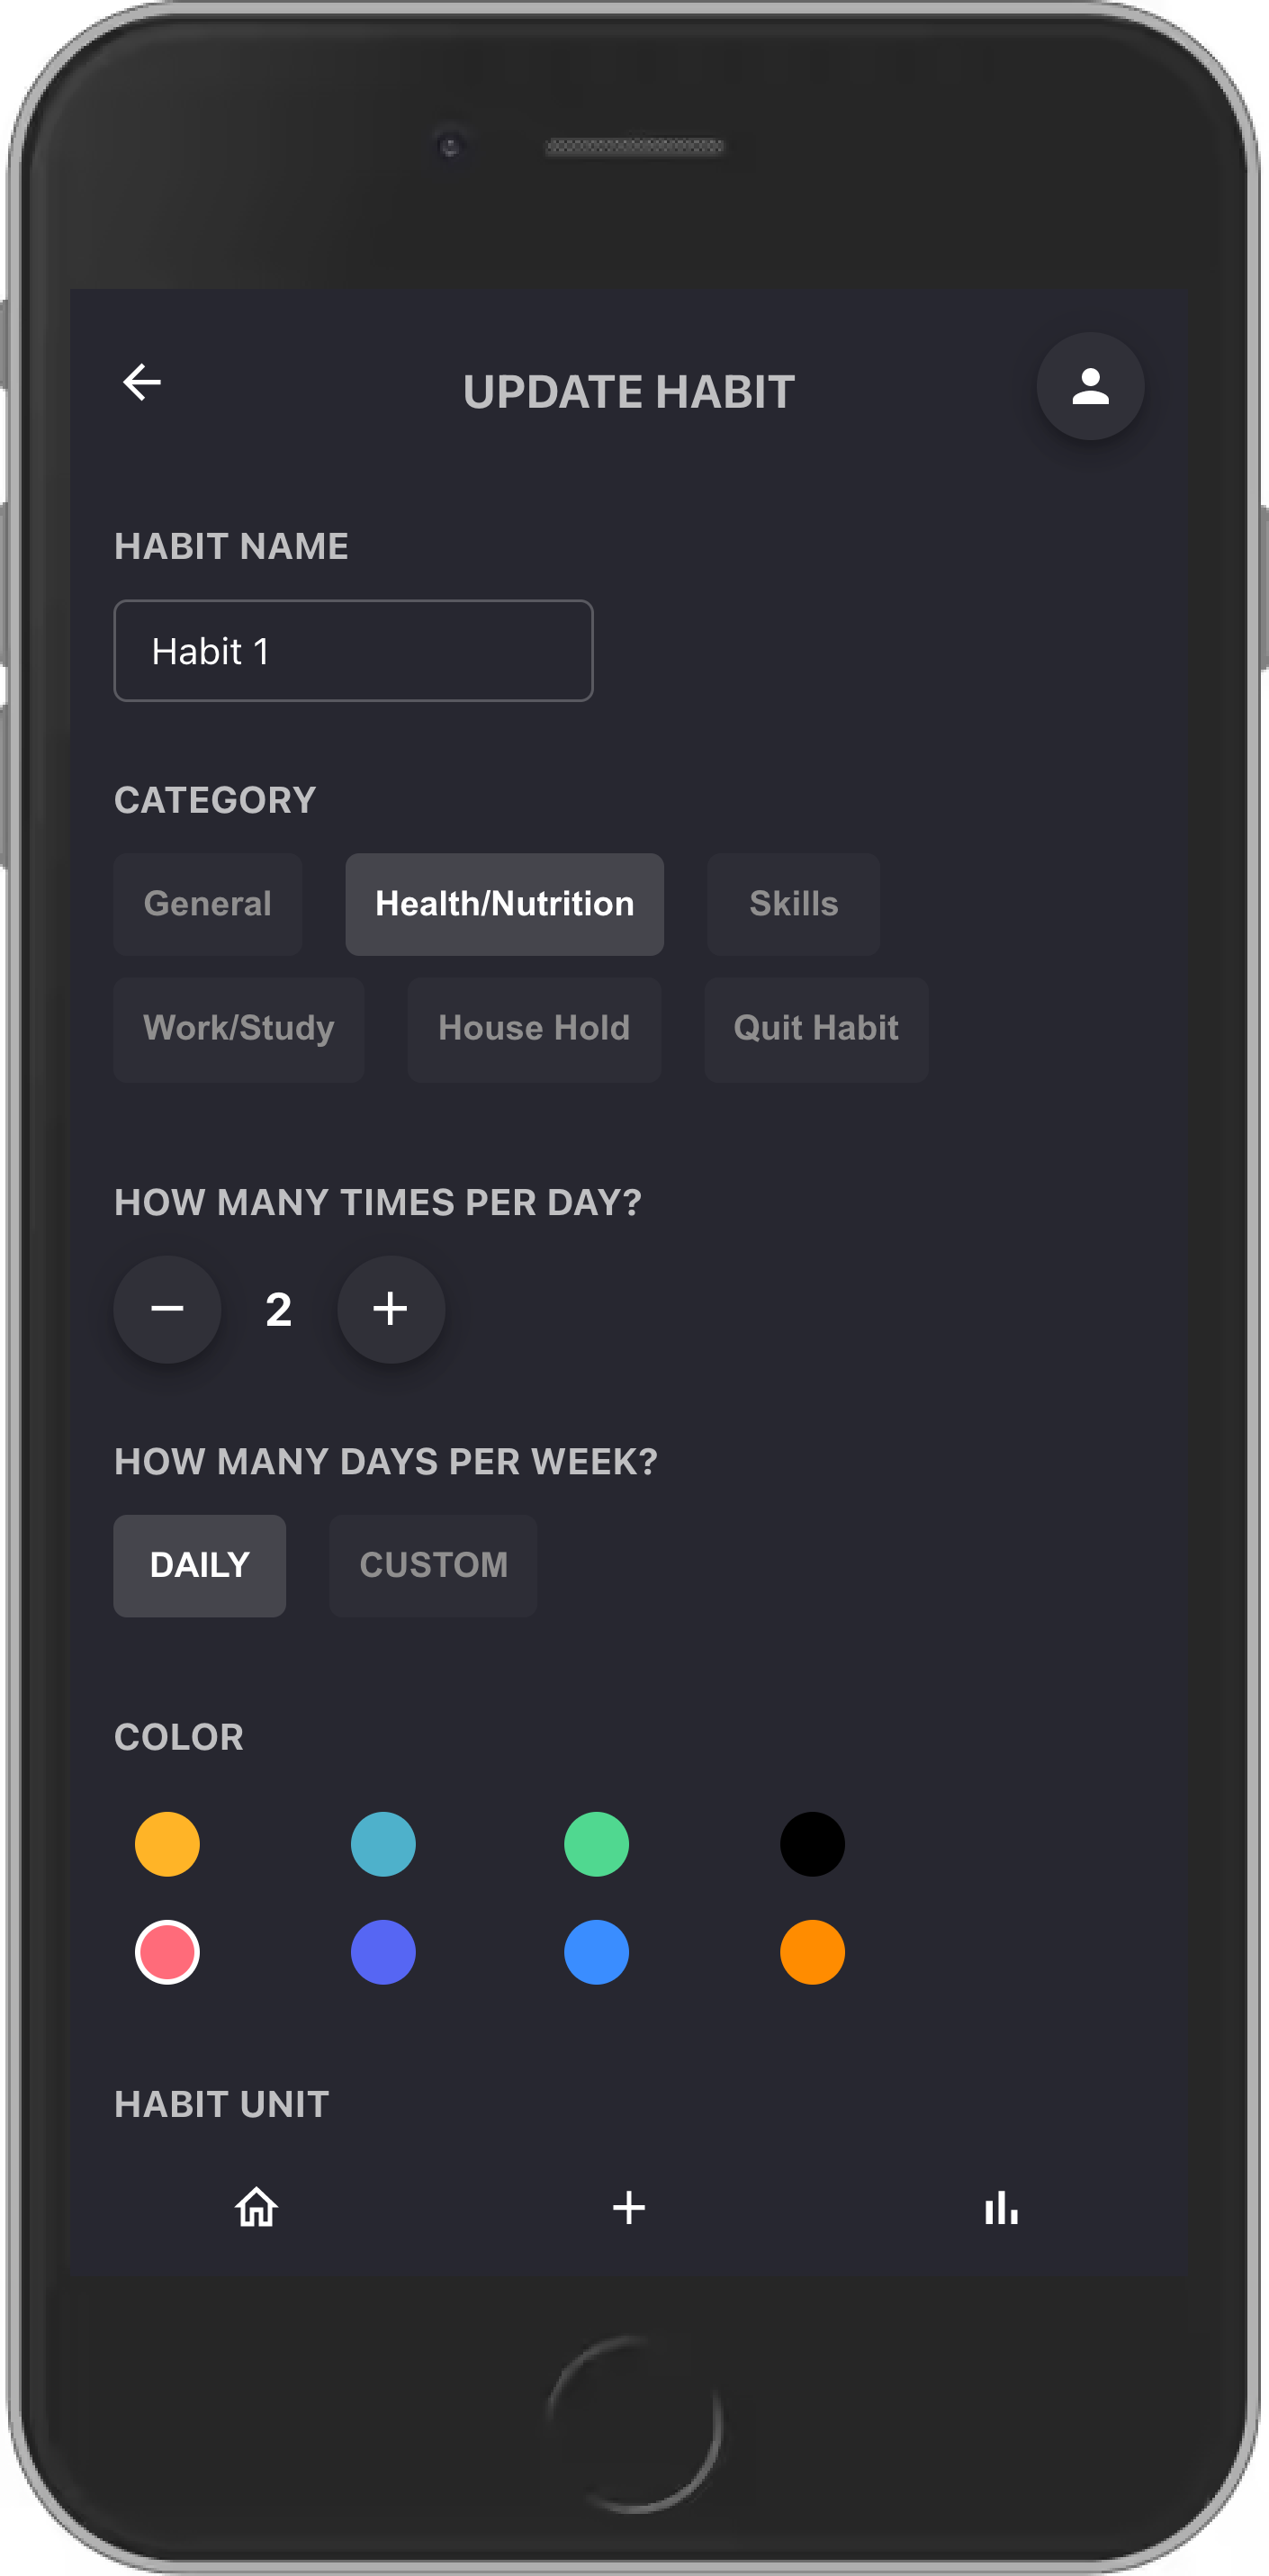 UPDATE HABIT
HABIT NAME
Habit 1
CATEGORY
General Health/Nutrition Skills
Work/Study House Hold Quit Habit
HOW MANY TIMES PER DAY?
2
HOW MANY DAYS PER WEEK?
DAILY CUSTOM
COLOR
HABIT UNIT